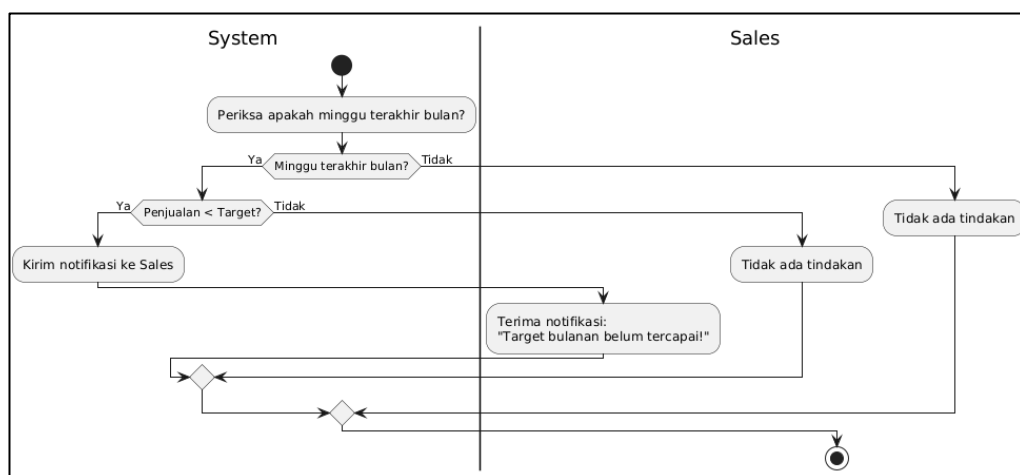 System
Sales
Periksa apakah minggu terakhir bulan?
Ya
Minggu terakhir bulan?
Tidak
Ya
Penjualan < Target?
Tidak
Tidak ada tindakan
Kirim notifikasi ke Sales
Tidak ada tindakan
Terima notifikasi:
"Target bulanan belum tercapai!"